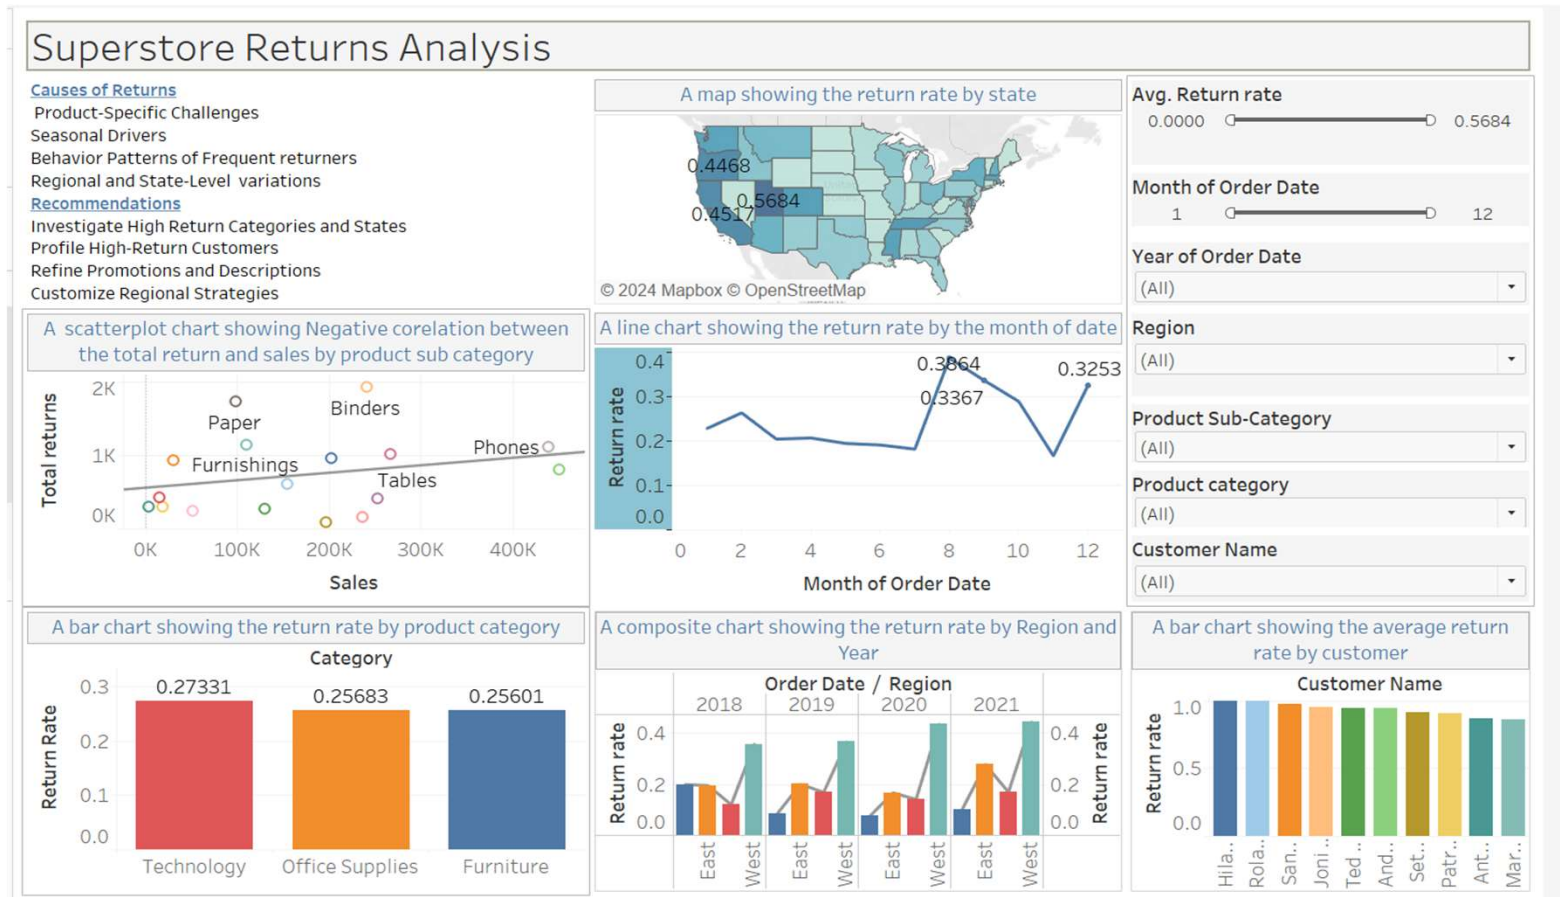 Superstore Returns Analysis
Causes of Returns
Product-Specific Challenges
Seasonal Drivers
Behavior Patterns of Frequent returners
Regional and State-Level variations
Recommendations
Investigate High Return Categories and States
Profile High-Return Customers
Refine Promotions and Descriptions
Customize Regional Strategies
A map showing the return rate by state
0.4468
0.5684
0.4517
© 2024 Mapbox © OpenStreetMap
Avg. Return rate
0.0000 0.5684
Month of Order Date
1 12
Year of Order Date
(All)
Region
(All)
Product Sub-Category
(All)
Product category
(All)
Customer Name
(All)
A scatterplot chart showing Negative corelation between
the total return and sales by product sub category
Total returns
2K
1K
0K
Paper
Binders
Furnishings
Phones
Tables
0K 100K 200K 300K 400K
Sales
A line chart showing the return rate by the month of date
Return rate
0.4
0.3
0.2
0.1
0.0
0.3864
0.3367
0.3253
0 2 4 6 8 10 12
Month of Order Date
A bar chart showing the return rate by product category
Category
Return Rate
0.3
0.2
0.1
0.0
0.27331 0.25683 0.25601
Technology Office Supplies Furniture
A composite chart showing the return rate by Region and
Year
Order Date / Region
2018 2019 2020 2021
Return rate
0.4
0.2
0.0
0.4
0.2
0.0
Return rate
East West East West East West East West
A bar chart showing the average return
rate by customer
Customer Name
Return rate
1.0
0.5
0.0
Hila.. Rola.. San.. Joni .. Ted .. And.. Set.. Patr.. Ant.. Mar..